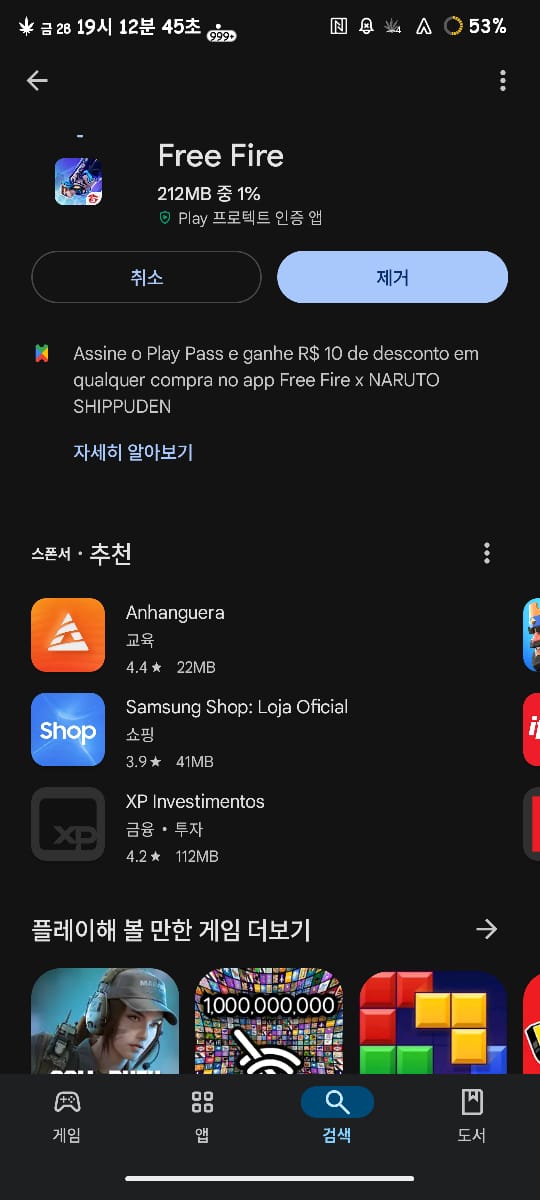 금 28 19시 12분 45초 999+ 4 53%
Free Fire
212MB 중 1%
Play 프로텍트 인증 앱
취소
제거
Assine o Play Pass e ganhe R$ 10 de desconto em
qualquer compra no app Free Fire x NARUTO
SHIPPUDEN
자세히 알아보기
스폰서 · 추천
Anhanguera
교육
4.4★ 22MB
Shop
Samsung Shop: Loja Oficial
쇼핑
3.9★ 41MB
xp
XP Investimentos
금융 • 투자
4.2★ 112MB
플레이해 볼 만한 게임 더보기
1,000,000,000
게임
앱
검색
도서